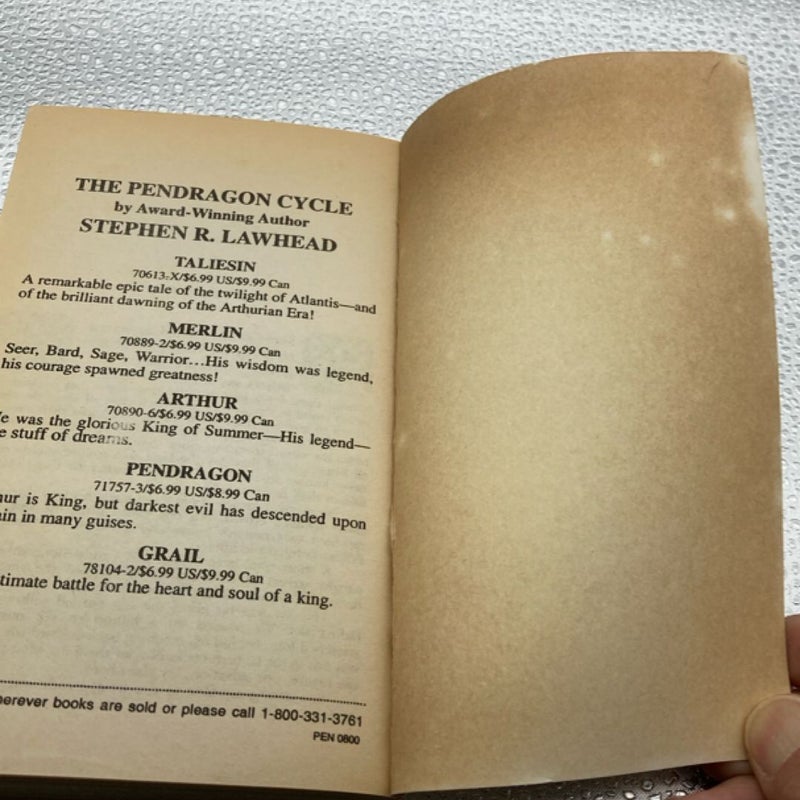 THE PENDRAGON CYCLE
by Award-Winning Author
STEPHEN R. LAWHEAD
TALIESIN
70613-X/$6.99 US/$9.99 Can
A remarkable epic tale of the twilight of Atlantis—and
of the brilliant dawning of the Arthurian Era!
MERLIN
70889-2/$6.99 US/$9.99 Can
Seer, Bard, Sage, Warrior...His wisdom was legend,
his courage spawned greatness!
ARTHUR
70890-6/$6.99 US/$9.99 Can
was the glorious King of Summer—His legend—
stuff of dreams.
PENDRAGON
71757-3/$6.99 US/$8.99 Can
is King, but darkest evil has descended upon
in many guises.
GRAIL
78104-2/$6.99 US/$9.99 Can
battle for the heart and soul of a king.
books are sold or please call 1-800-331-3761
PEN 0800